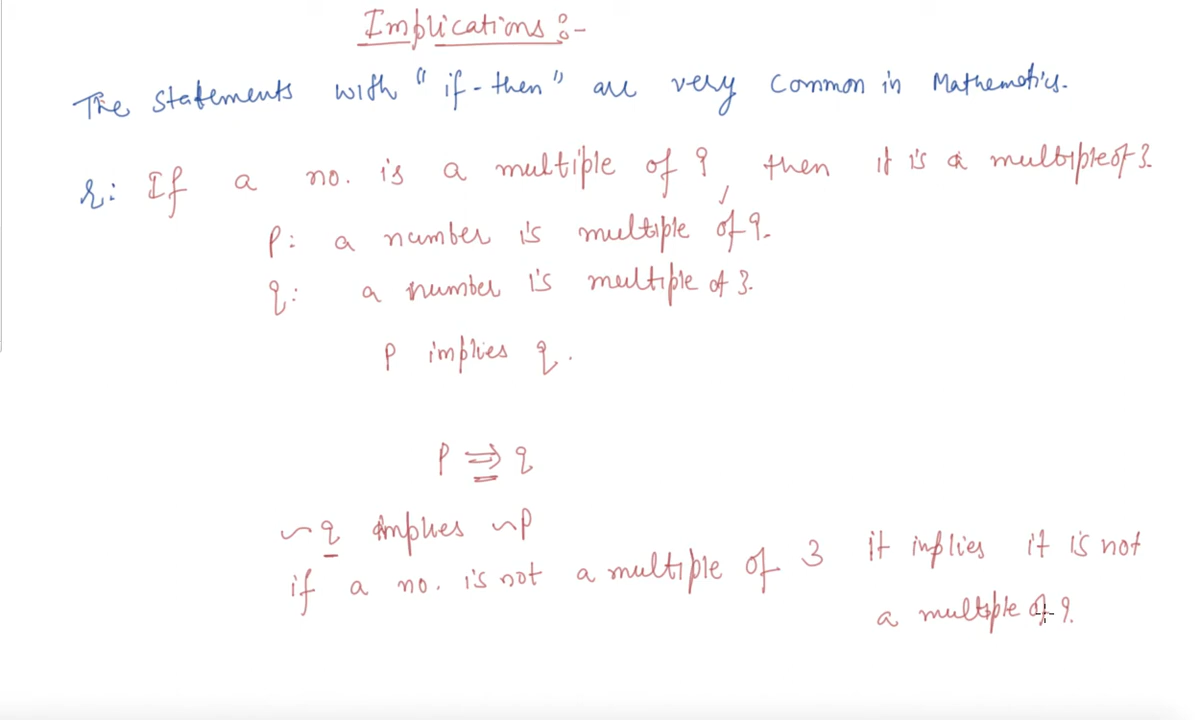 Implications :-
The statements with "if-then" are very common in Mathematics.
r: If a no. is a multiple of 9, then it is a multiple of 3.
p: a number is multiple of 9.
q: a number is multiple of 3.
p implies q.
p ⇒ q
~q implies ~p
if a no. is not a multiple of 3 it implies it is not
a multiple of 9.